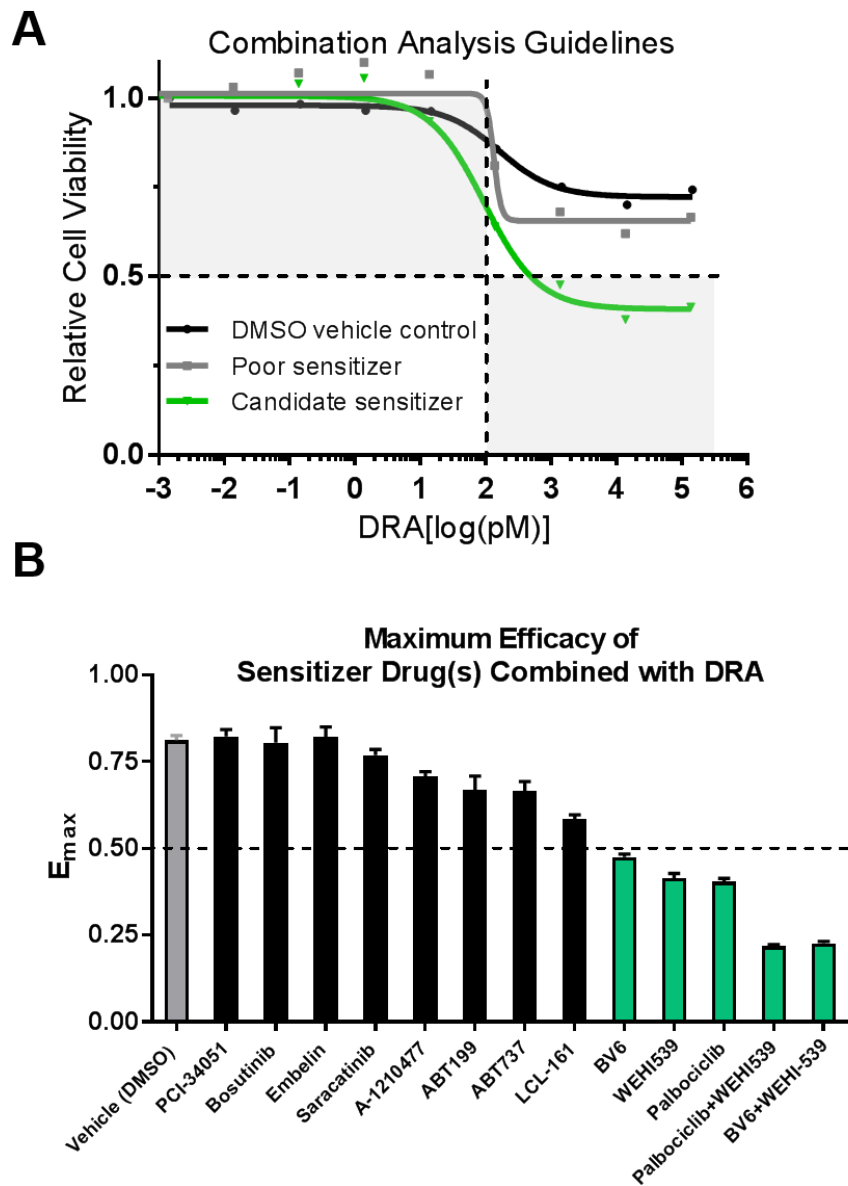 A
Combination Analysis Guidelines
Relative Cell Viability
1.0
0.5
0.0
DMSO vehicle control
Poor sensitizer
Candidate sensitizer
-3 -2 -1 0 1 2 3 4 5 6
DRA[log(pM)]
B
Maximum Efficacy of
Sensitizer Drug(s) Combined with DRA
Emax
1.00
0.75
0.50
0.25
0.00
Vehicle (DMSO)
PCI-34051
Bosutinib
Embelin
Saracatinib
A-1210477
ABT199
ABT737
LCL-161
BV6
WEHI539
Palbociclib
Palbociclib+WEHI539
BV6+WEHI-539